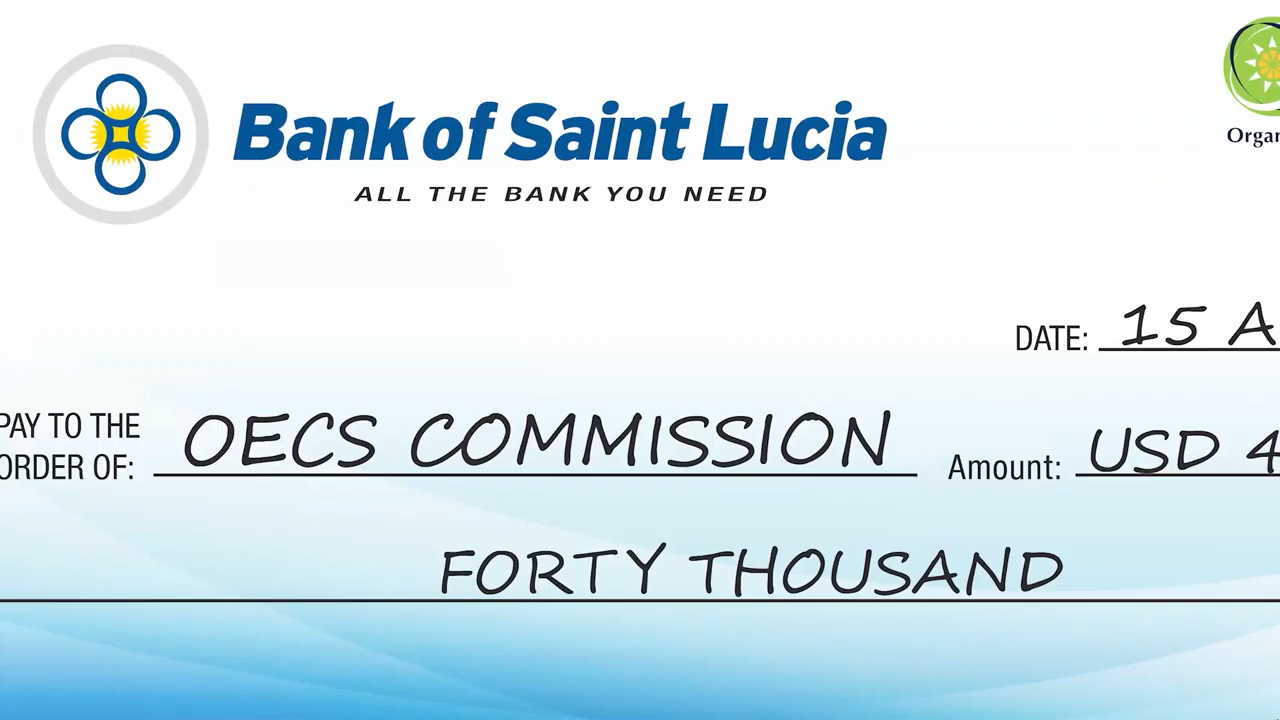 Bank of Saint Lucia
ALL THE BANK YOU NEED
DATE: 15 A
PAY TO THE
ORDER OF: OECS COMMISSION Amount: USD 4
FORTY THOUSAND